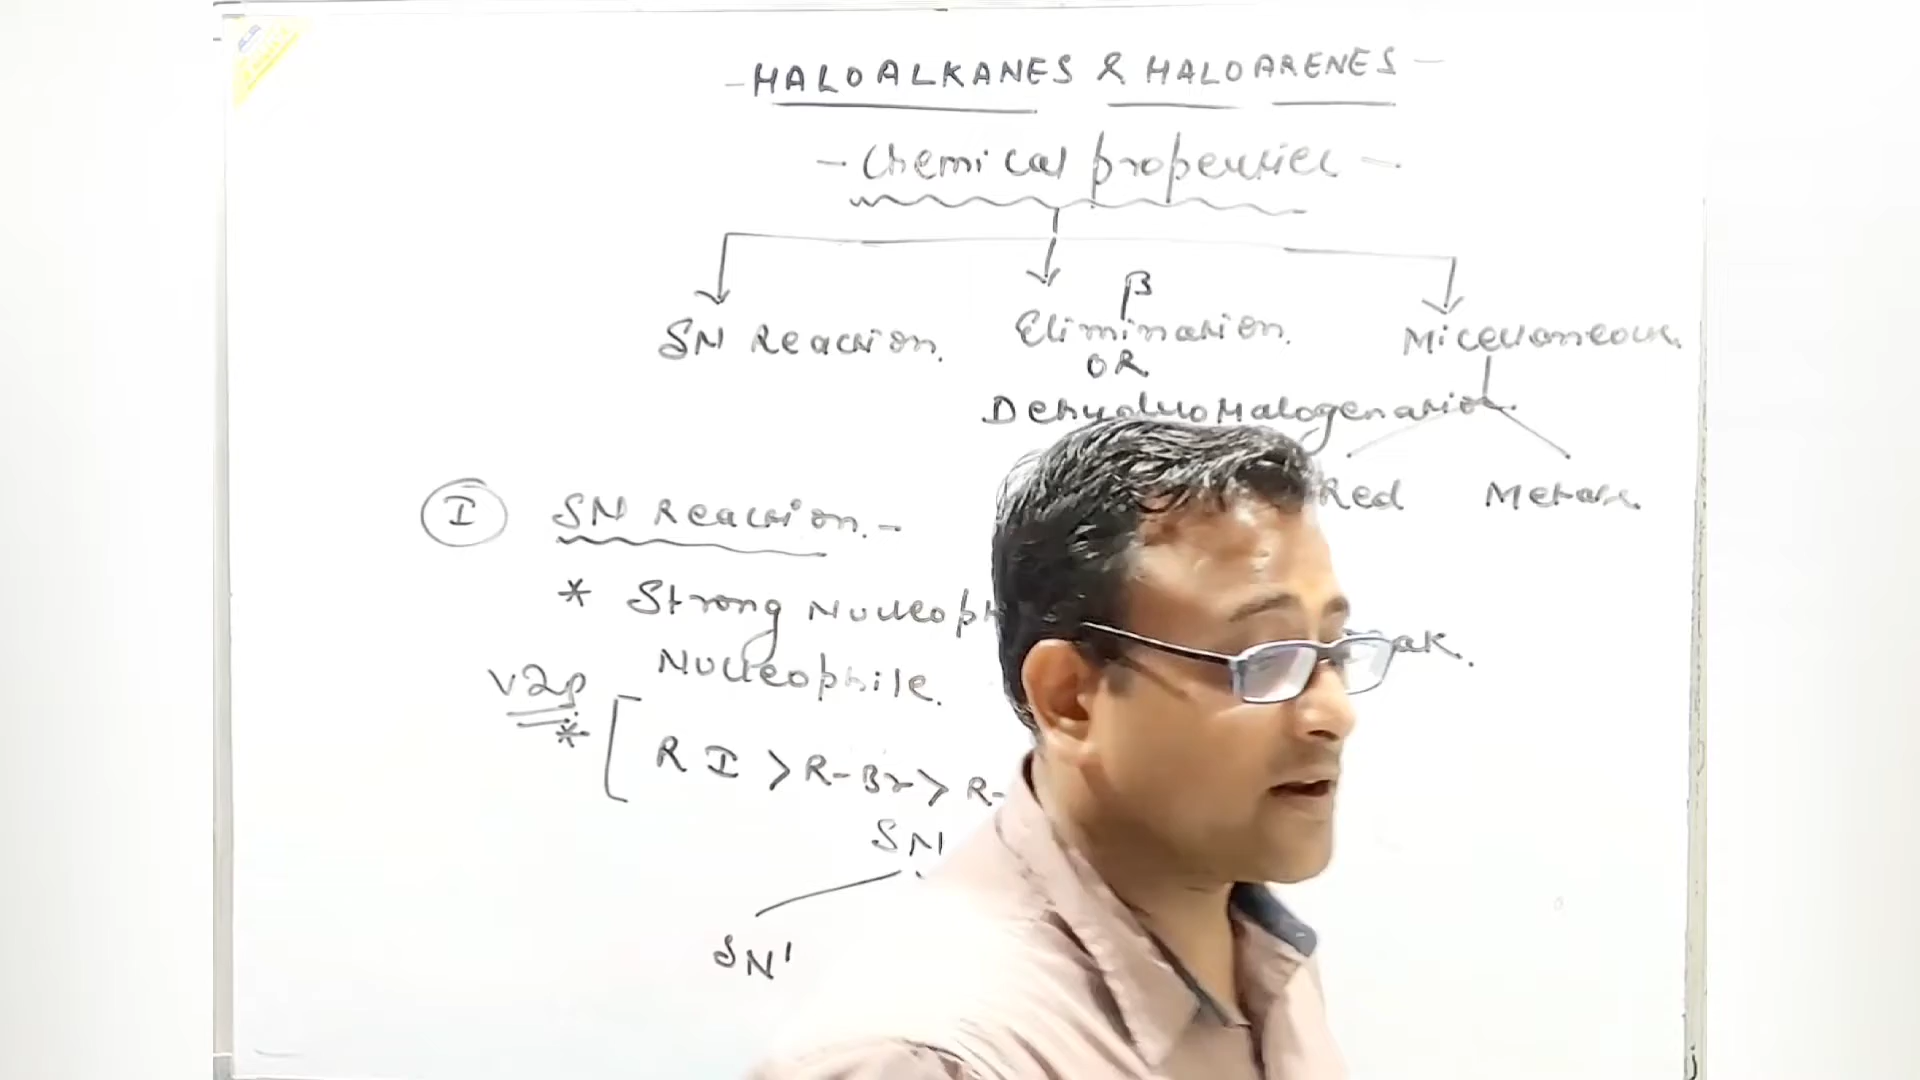 - HALOALKANES & HALOARENES -
- Chemical properties -
SN Reaction.
β
Elimination.
OR
Dehydrohalogenation.
Micellaneous.
Red
Metals.
I SN Reaction. -
* Strong Nucleoph
Nucleophile.
* [ R I > R-Br > R-
SN
SN1